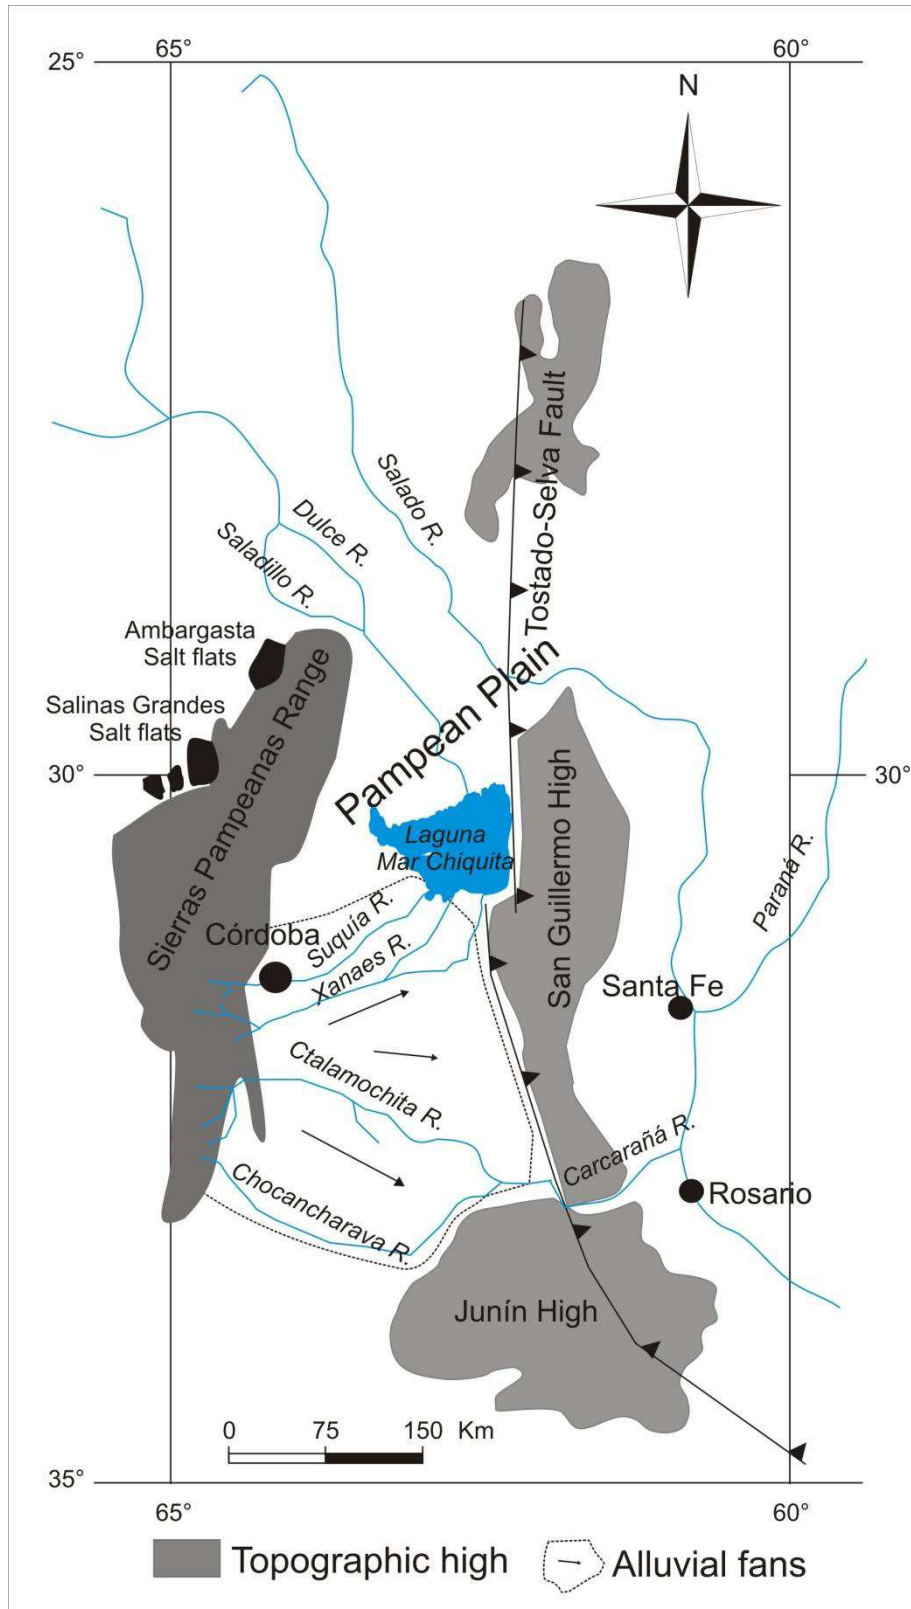 65°
60°
25°
N
Tostado-Selva Fault
Salado R.
Dulce R.
Saladillo R.
Ambargasta
Salt flats
Salinas Grandes
Salt flats
Pampean Plain
30°
30°
Sierras Pampeanas Range
Laguna
Mar Chiquita
San Guillermo High
Paraná R.
Suquía R.
Córdoba
Xanaes R.
Santa Fe
Ctalamochita R.
Carcarañá R.
Chocancharava R.
Rosario
Junín High
0 75 150 Km
35°
65°
60°
Topographic high
Alluvial fans